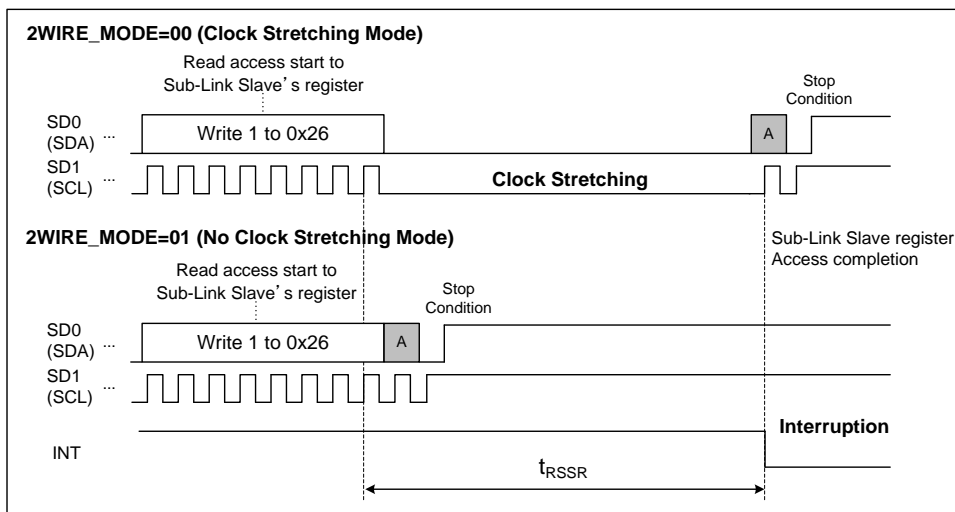 2WIRE_MODE=00 (Clock Stretching Mode)
Read access start to
Sub-Link Slave's register
Stop
Condition
SD0
(SDA) ...
Write 1 to 0x26
A
SD1
(SCL) ...
Clock Stretching
2WIRE_MODE=01 (No Clock Stretching Mode)
Sub-Link Slave register
Access completion
Read access start to
Sub-Link Slave's register
Stop
Condition
SD0
(SDA) ...
Write 1 to 0x26
A
SD1
(SCL) ...
Interruption
INT
tRSSR